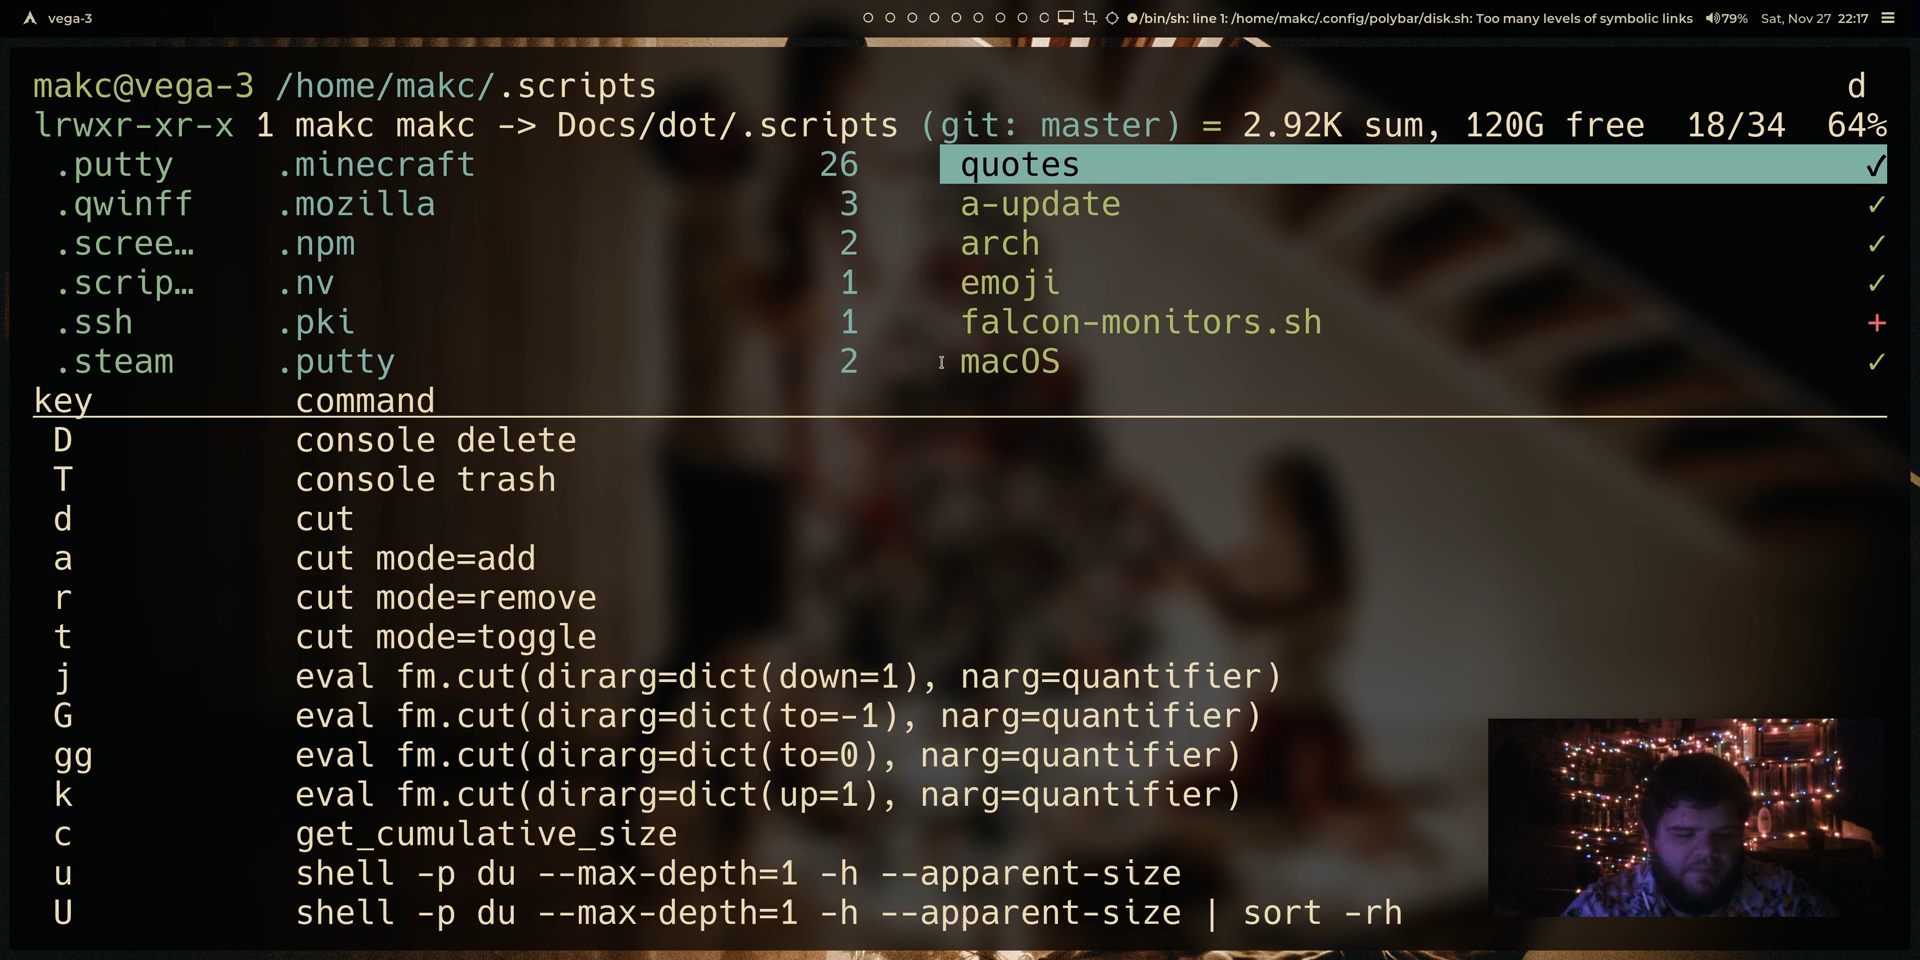 vega-3 /bin/sh: line 1: /home/makc/.config/polybar/disk.sh: Too many levels of symbolic links 79% Sat, Nov 27 22:17
makc@vega-3 /home/makc/.scripts d
lrwxr-xr-x 1 makc makc -> Docs/dot/.scripts (git: master) = 2.92K sum, 120G free 18/34 64%
.putty .minecraft 26 quotes ✓
.qwinff .mozilla 3 a-update ✓
.scree… .npm 2 arch ✓
.scrip… .nv 1 emoji ✓
.ssh .pki 1 falcon-monitors.sh +
.steam .putty 2 macOS ✓
key command
D console delete
T console trash
d cut
a cut mode=add
r cut mode=remove
t cut mode=toggle
j eval fm.cut(dirarg=dict(down=1), narg=quantifier)
G eval fm.cut(dirarg=dict(to=-1), narg=quantifier)
gg eval fm.cut(dirarg=dict(to=0), narg=quantifier)
k eval fm.cut(dirarg=dict(up=1), narg=quantifier)
c get_cumulative_size
u shell -p du --max-depth=1 -h --apparent-size
U shell -p du --max-depth=1 -h --apparent-size | sort -rh